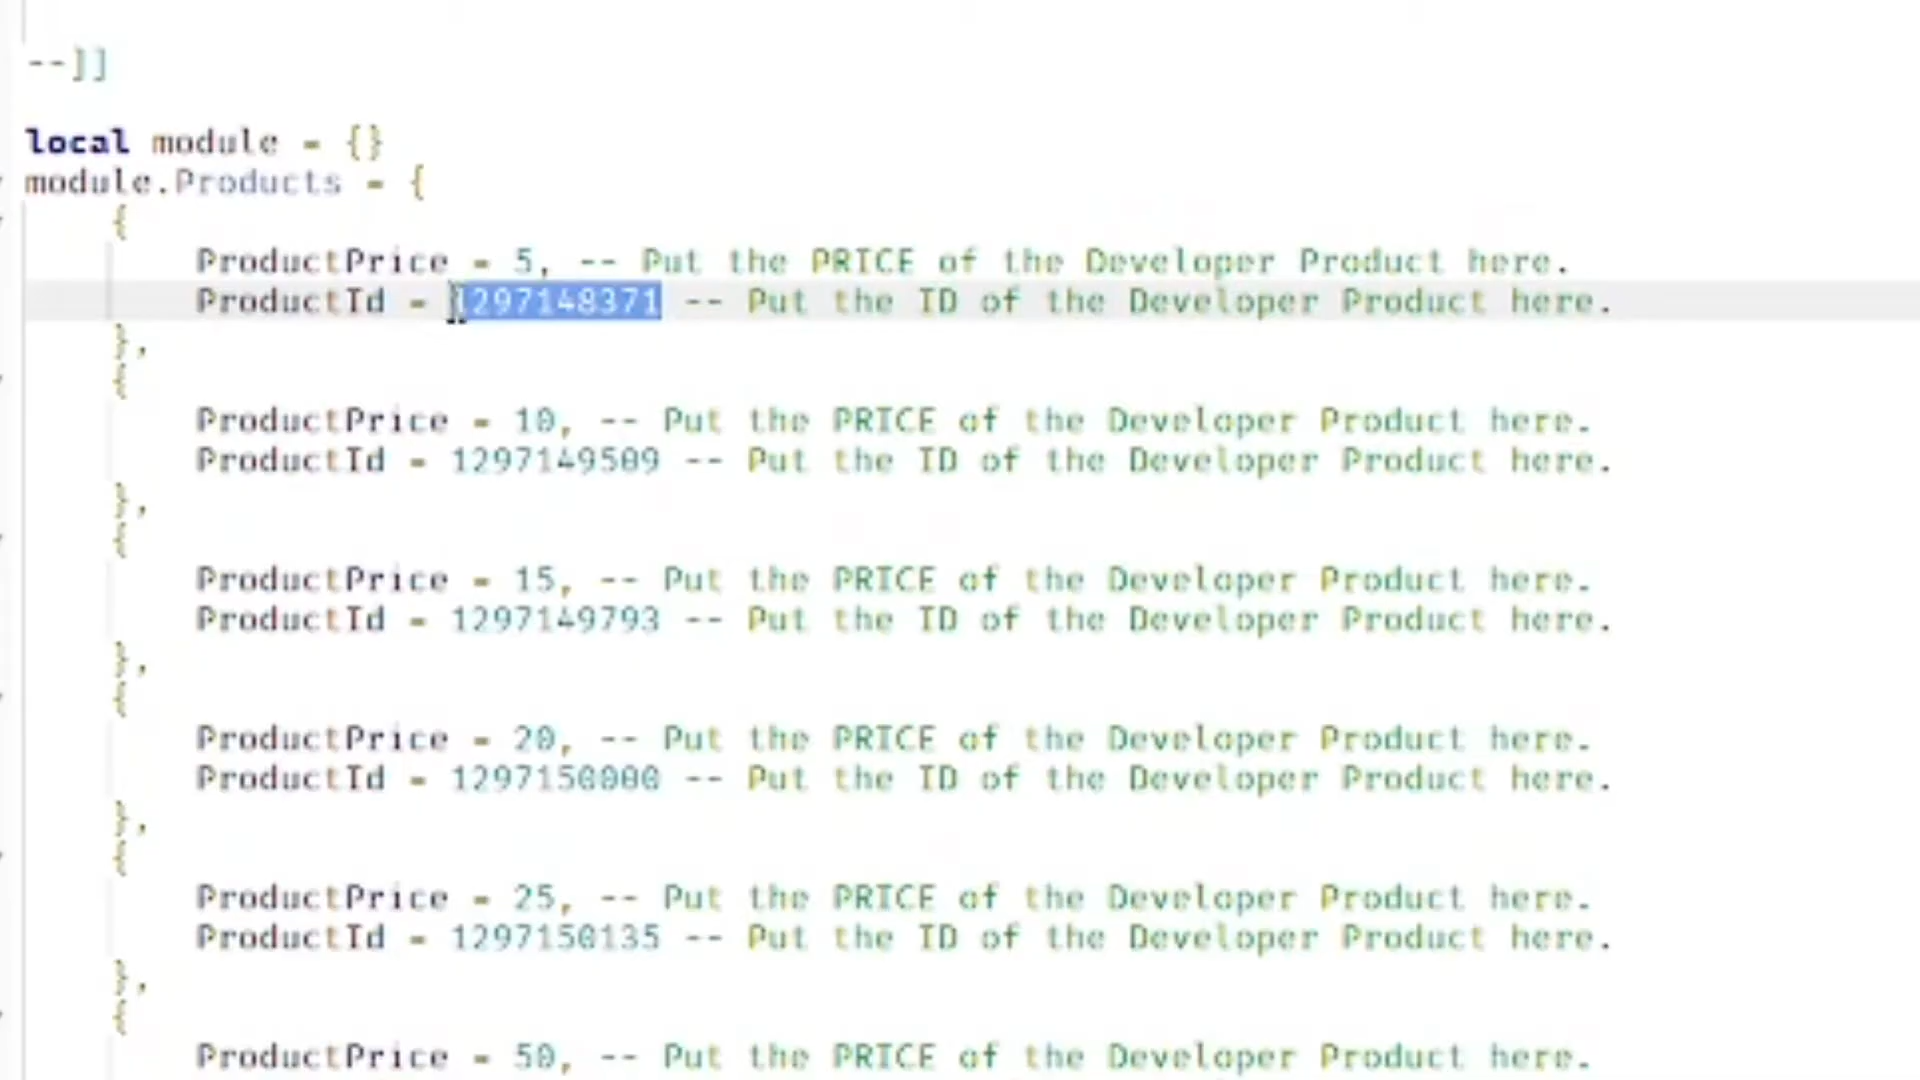 --]]
local module = {}
module.Products = {
{
ProductPrice = 5, -- Put the PRICE of the Developer Product here.
ProductId = 1297148371 -- Put the ID of the Developer Product here.
},
{
ProductPrice = 10, -- Put the PRICE of the Developer Product here.
ProductId = 1297149509 -- Put the ID of the Developer Product here.
},
{
ProductPrice = 15, -- Put the PRICE of the Developer Product here.
ProductId = 1297149793 -- Put the ID of the Developer Product here.
},
{
ProductPrice = 20, -- Put the PRICE of the Developer Product here.
ProductId = 1297150000 -- Put the ID of the Developer Product here.
},
{
ProductPrice = 25, -- Put the PRICE of the Developer Product here.
ProductId = 1297150135 -- Put the ID of the Developer Product here.
},
{
ProductPrice = 50, -- Put the PRICE of the Developer Product here.